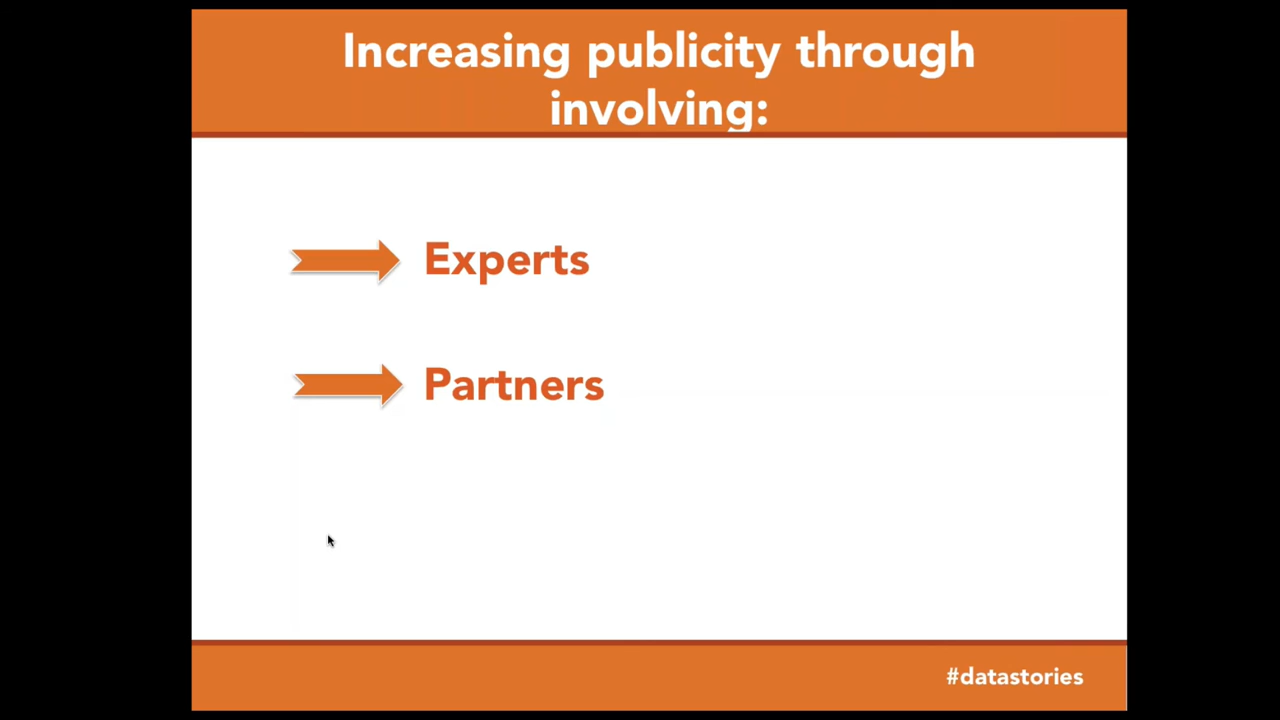 Increasing publicity through
involving:
Experts
Partners
#datastories